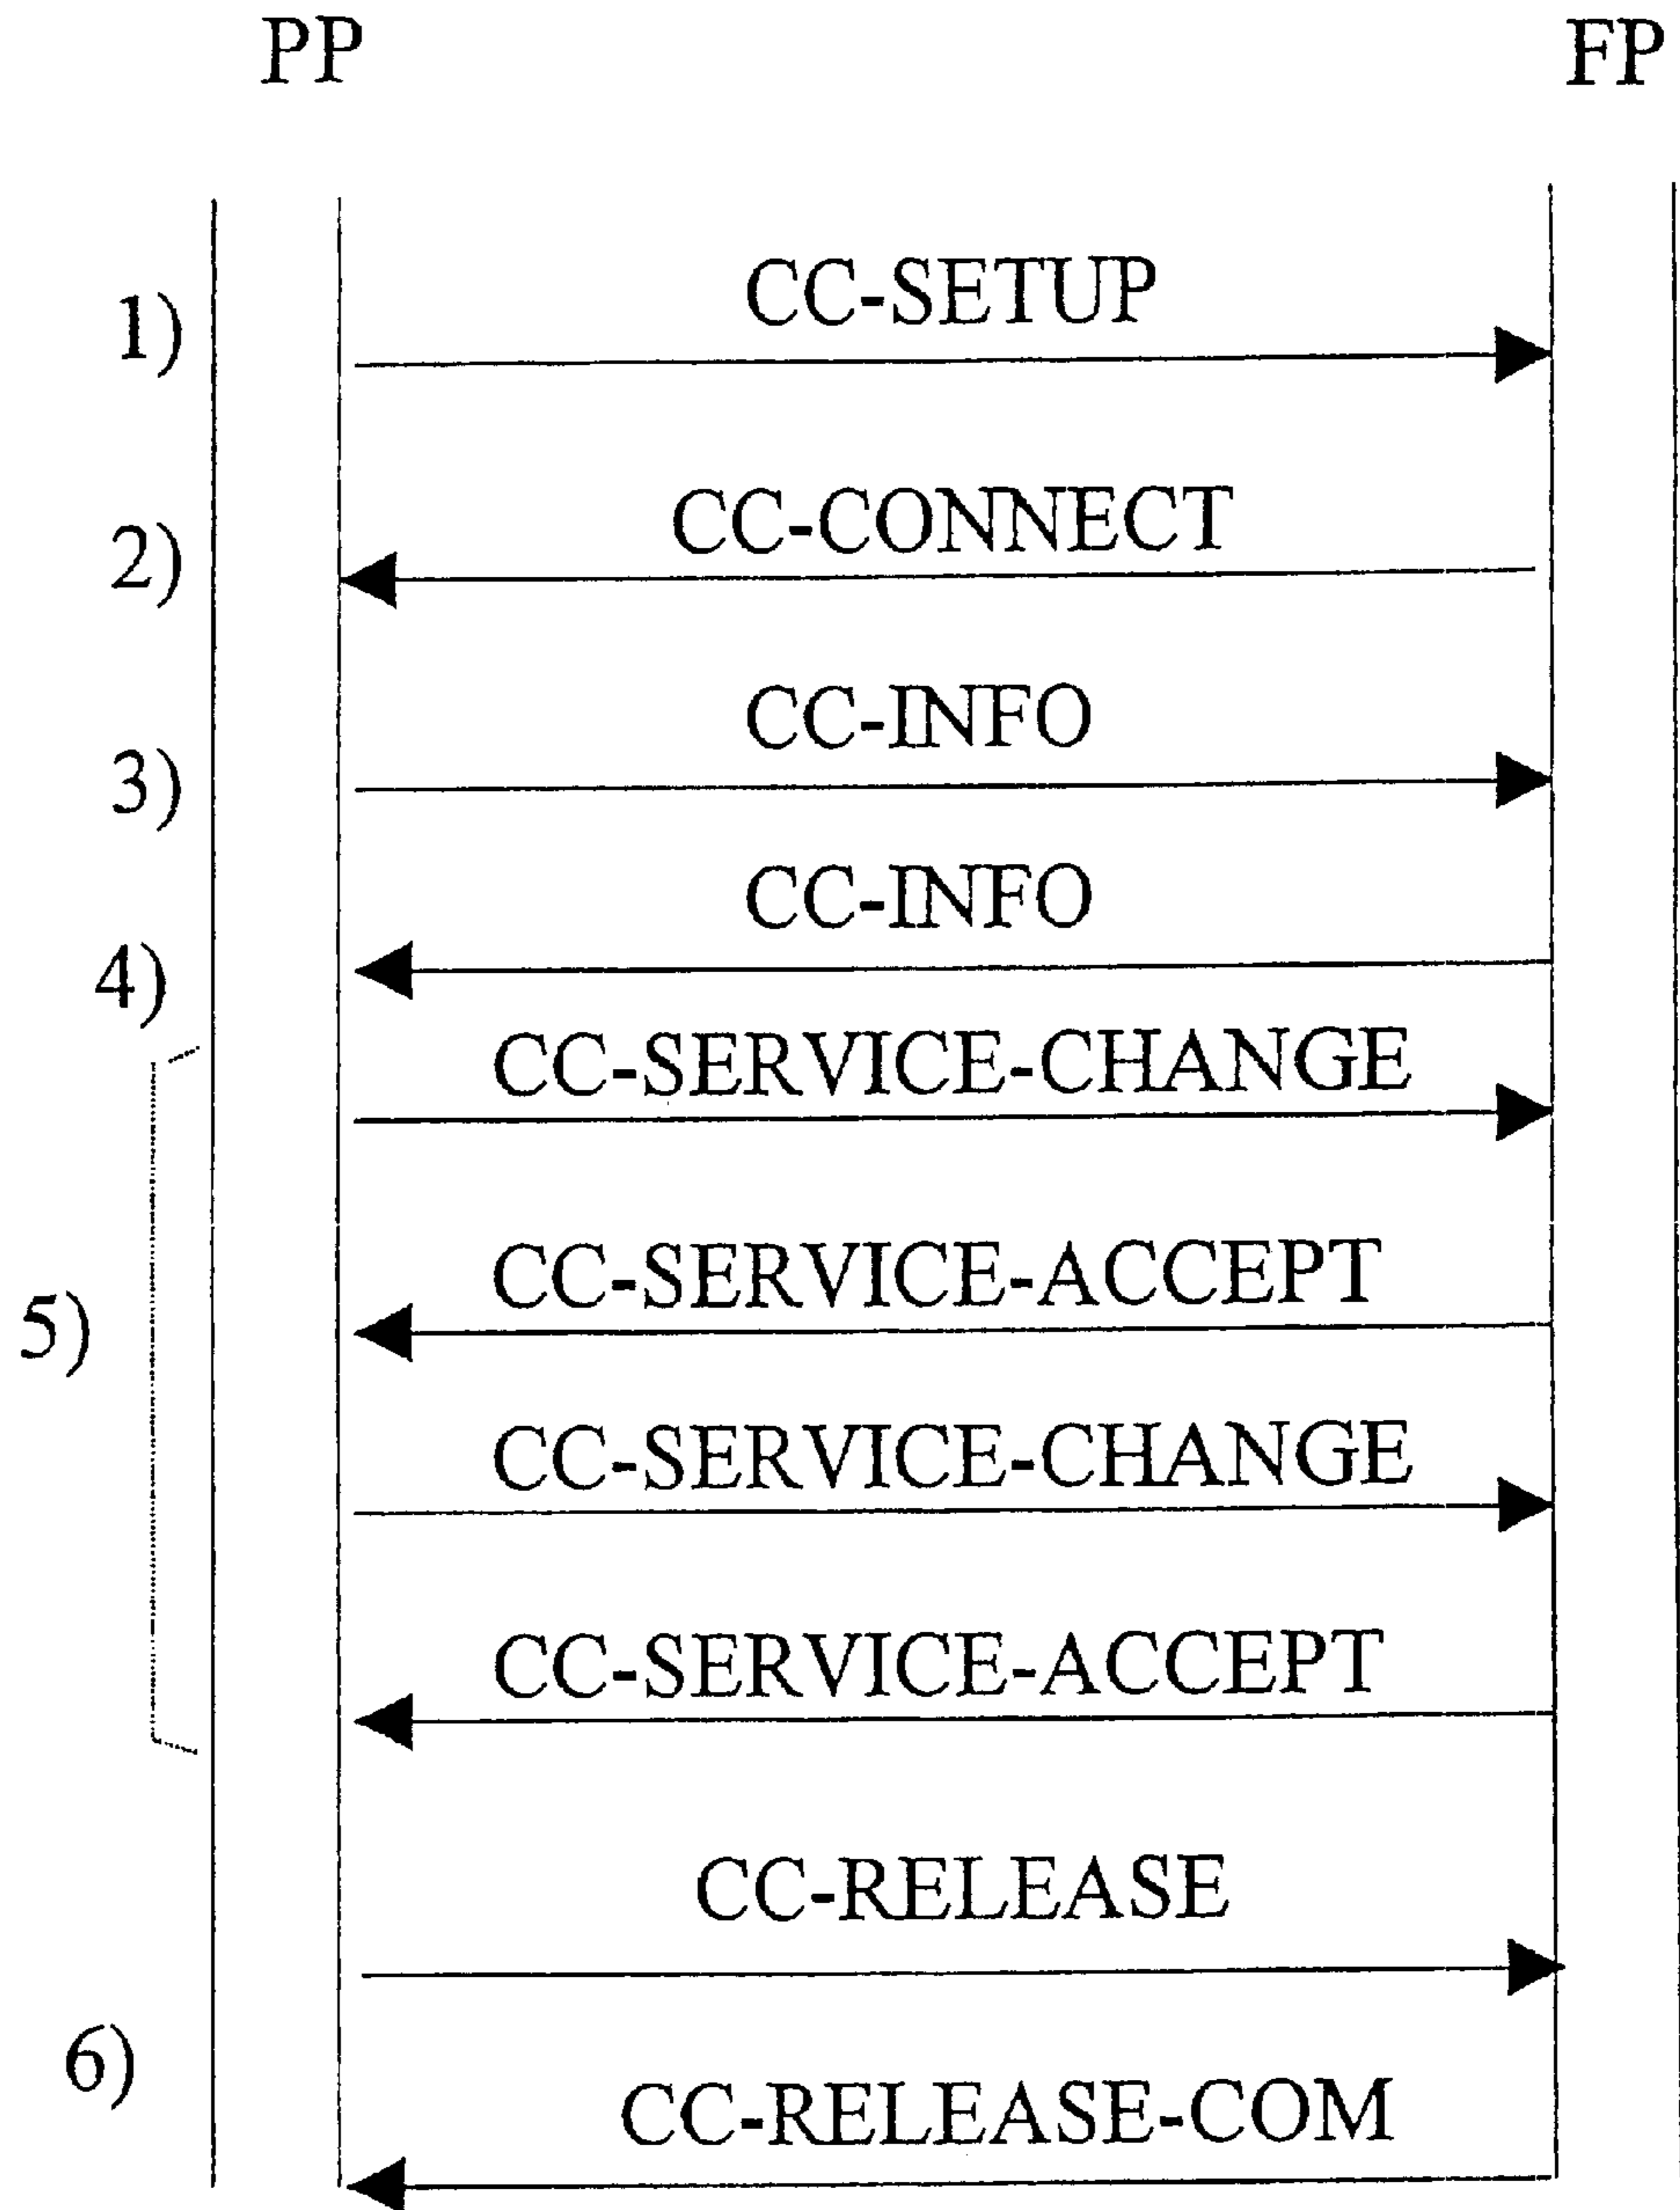 PP FP
1) CC-SETUP
2) CC-CONNECT
3) CC-INFO
CC-INFO
4)
CC-SERVICE-CHANGE
CC-SERVICE-ACCEPT
5)
CC-SERVICE-CHANGE
CC-SERVICE-ACCEPT
CC-RELEASE
6)
CC-RELEASE-COM